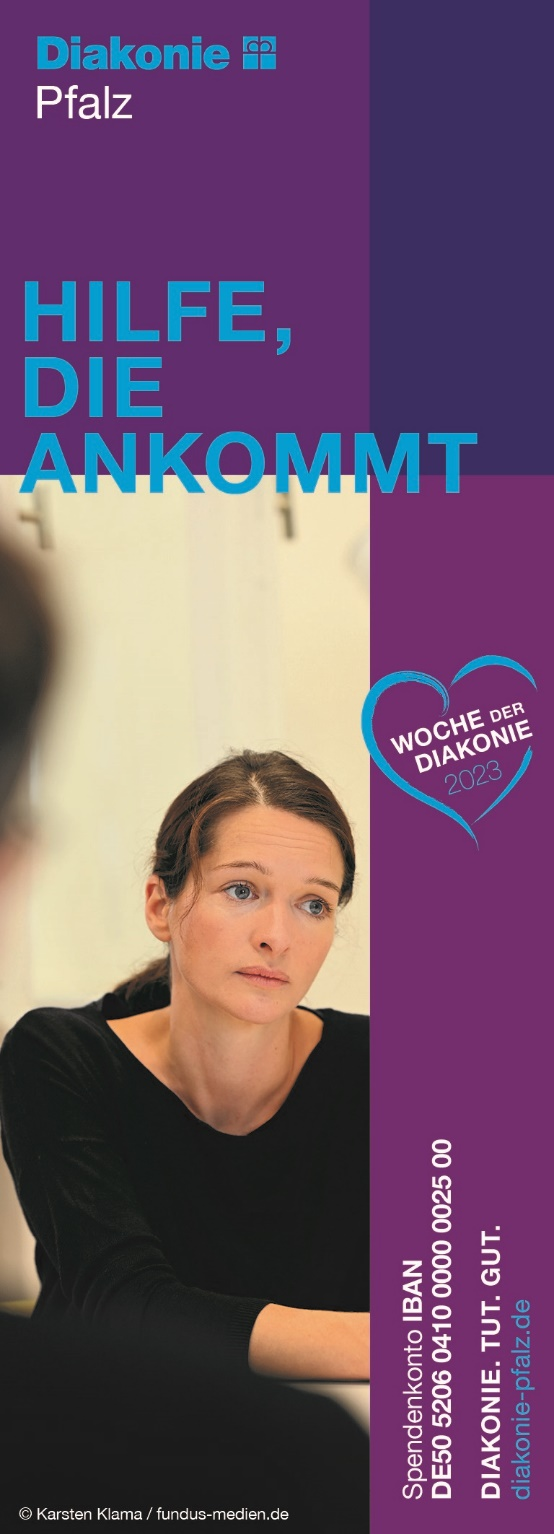 Diakonie
Pfalz
HILFE,
DIE
ANKOMMT
WOCHE DER
DIAKONIE
2023
Spendenkonto IBAN
DE50 5206 0410 0000 0025 00
DIAKONIE. TUT. GUT.
diakonie-pfalz.de
© Karsten Klama / fundus-medien.de